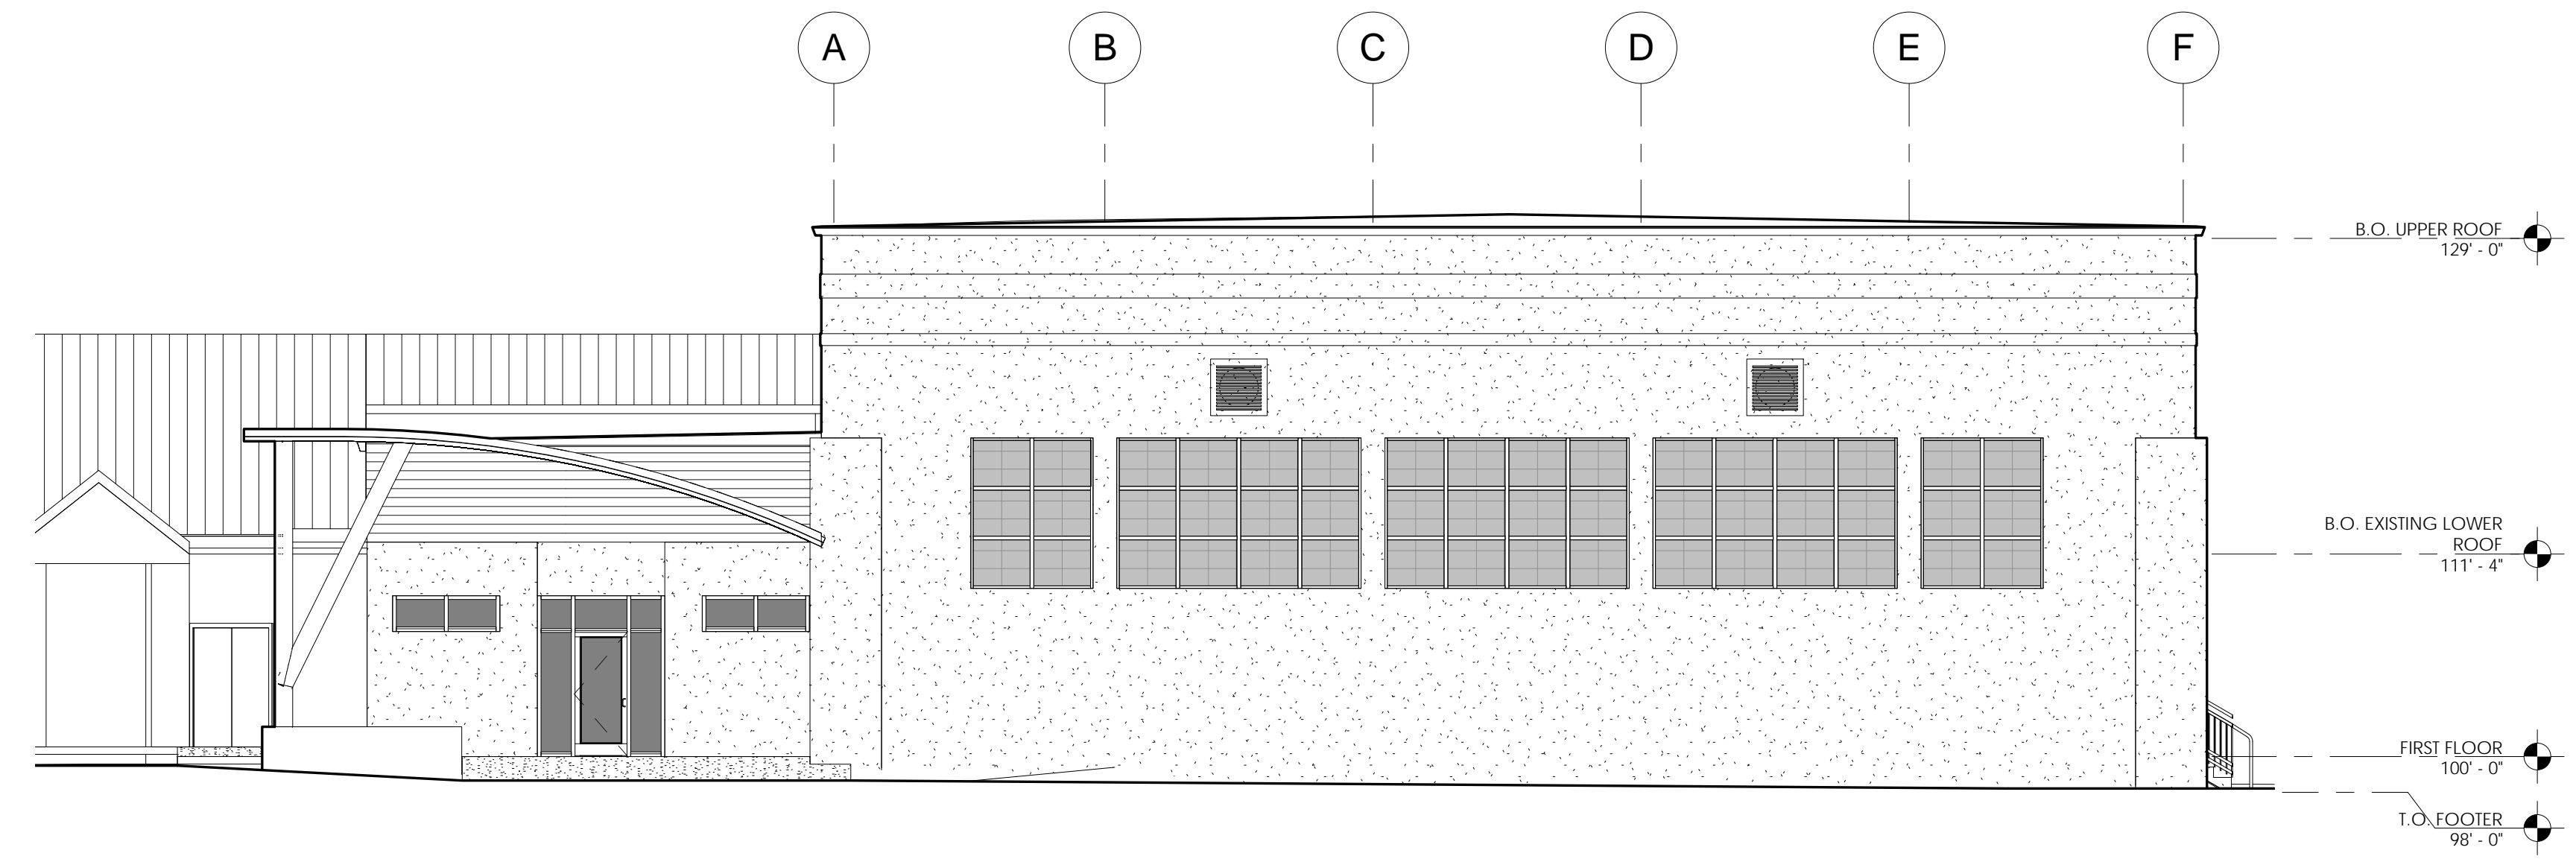 A
B
C
D
E
F
B.O. UPPER ROOF
129' - 0"
B.O. EXISTING LOWER
ROOF
111' - 4"
FIRST FLOOR
100' - 0"
T.O. FOOTER
98' - 0"